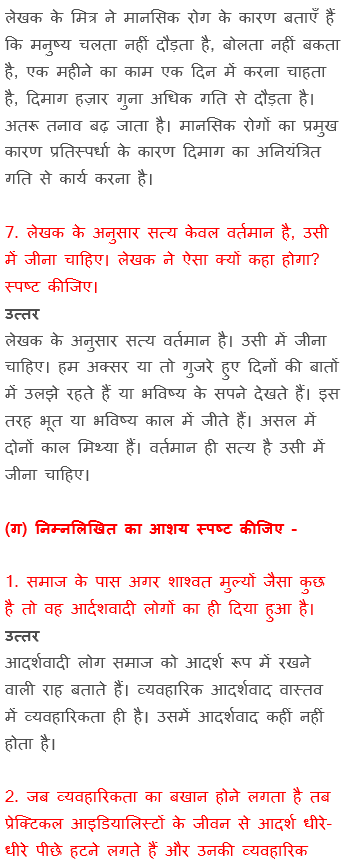 लेखक के मित्र ने मानसिक रोग के कारण बताएँ हैं
कि मनुष्य चलता नहीं दौड़ता है, बोलता नहीं बकता
है, एक महीने का काम एक दिन में करना चाहता
है, दिमाग हज़ार गुना अधिक गति से दौड़ता है।
अतरू तनाव बढ़ जाता है। मानसिक रोगों का प्रमुख
कारण प्रतिस्पर्धा के कारण दिमाग का अनियंत्रित
गति से कार्य करना है।
7. लेखक के अनुसार सत्य केवल वर्तमान है, उसी
में जीना चाहिए। लेखक ने ऐसा क्यों कहा होगा?
स्पष्ट कीजिए।
उत्तर
लेखक के अनुसार सत्य वर्तमान है। उसी में जीना
चाहिए। हम अक्सर या तो गुजरे हुए दिनों की बातों
में उलझे रहते हैं या भविष्य के सपने देखते हैं। इस
तरह भूत या भविष्य काल में जीते हैं। असल में
दोनों काल मिथ्या हैं। वर्तमान ही सत्य है उसी में
जीना चाहिए।
(ग) निम्नलिखित का आशय स्पष्ट कीजिए -
1. समाज के पास अगर शाश्वत मुल्यों जैसा कुछ
है तो वह आर्दशवादी लोगों का ही दिया हुआ है।
उत्तर
आदर्शवादी लोग समाज को आदर्श रूप में रखने
वाली राह बताते हैं। व्यवहारिक आदर्शवाद वास्तव
में व्यवहारिकता ही है। उसमें आदर्शवाद कहीं नहीं
होता है।
2. जब व्यवहारिकता का बखान होने लगता है तब
प्रेक्टिकल आइडियालिस्टों के जीवन से आदर्श धीरे-
धीरे पीछे हटने लगते हैं और उनकी व्यवहारिक